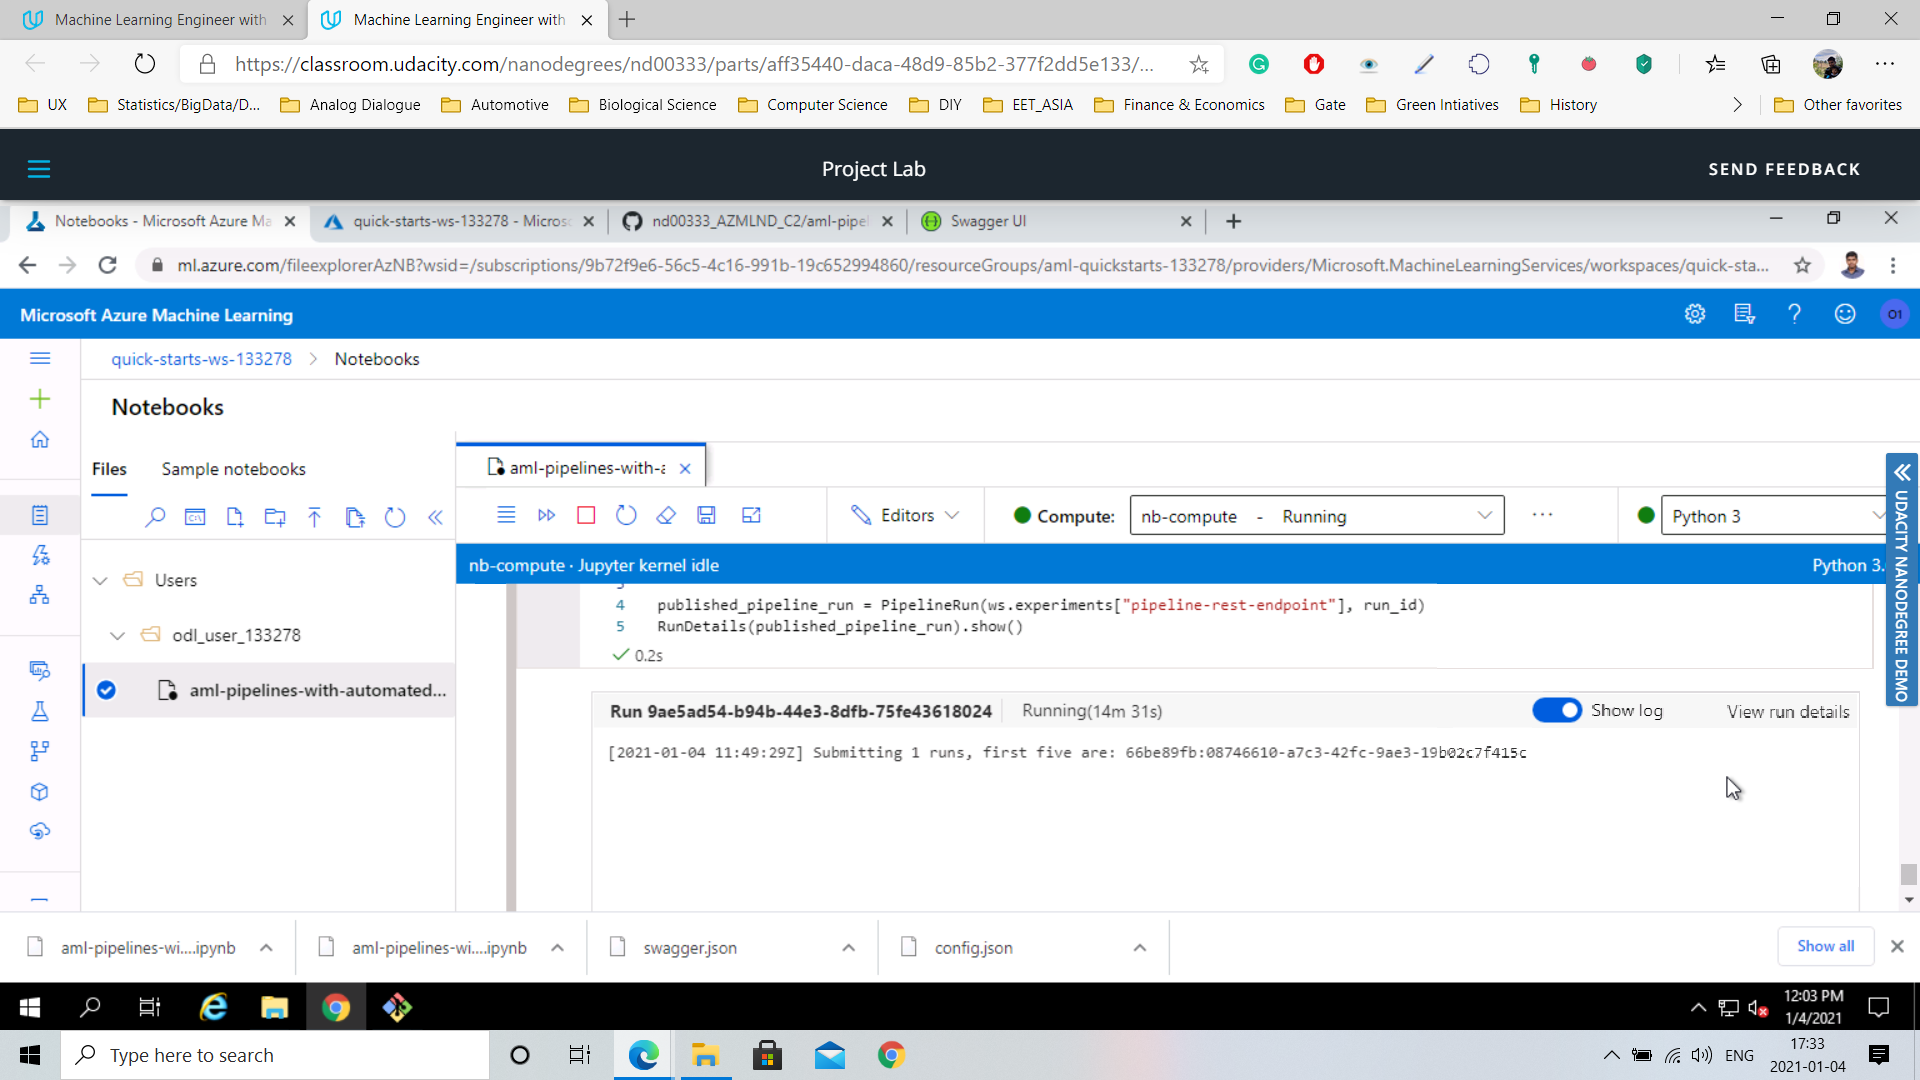 Machine Learning Engineer with
Machine Learning Engineer with
https://classroom.udacity.com/nanodegrees/nd00333/parts/aff35440-daca-48d9-85b2-377f2dd5e133/...
UX
Statistics/BigData/D...
Analog Dialogue
Automotive
Biological Science
Computer Science
DIY
EET_ASIA
Finance & Economics
Gate
Green Intiatives
History
Other favorites
Project Lab
SEND FEEDBACK
Notebooks - Microsoft Azure Ma
quick-starts-ws-133278 - Micros
nd00333_AZMLND_C2/aml-pipel
Swagger UI
ml.azure.com/fileexplorerAzNB?wsid=/subscriptions/9b72f9e6-56c5-4c16-991b-19c652994860/resourceGroups/aml-quickstarts-133278/providers/Microsoft.MachineLearningServices/workspaces/quick-sta...
Microsoft Azure Machine Learning
O1
quick-starts-ws-133278 > Notebooks
Notebooks
Files
Sample notebooks
aml-pipelines-with-a
Editors
Compute:
nb-compute - Running
Python 3
UDACITY NANODEGREE DEMO
nb-compute · Jupyter kernel idle
Python 3.
Users
odl_user_133278
aml-pipelines-with-automated...
4 published_pipeline_run = PipelineRun(ws.experiments["pipeline-rest-endpoint"], run_id)
5 RunDetails(published_pipeline_run).show()
0.2s
Run 9ae5ad54-b94b-44e3-8dfb-75fe43618024
Running(14m 31s)
Show log
View run details
[2021-01-04 11:49:29Z] Submitting 1 runs, first five are: 66be89fb:08746610-a7c3-42fc-9ae3-19b02c7f415c
aml-pipelines-wi....ipynb
aml-pipelines-wi....ipynb
swagger.json
config.json
Show all
12:03 PM
1/4/2021
Type here to search
ENG
17:33
2021-01-04